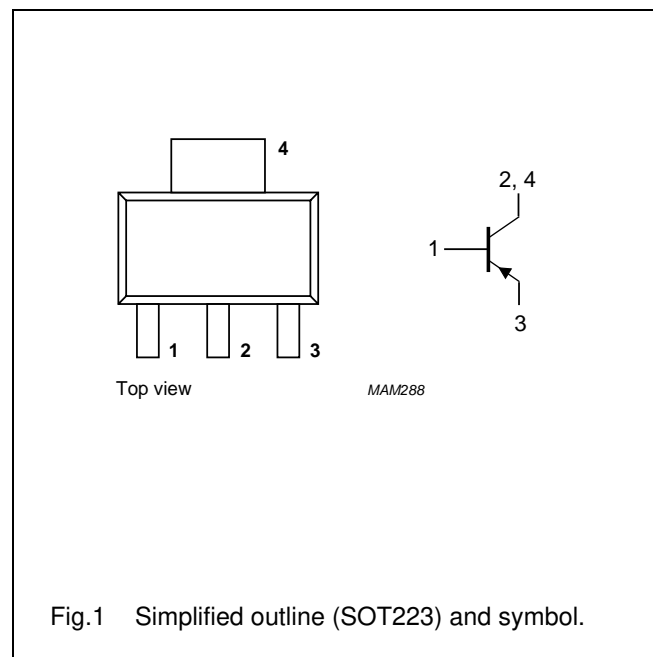 4
2, 4
1
3
1 2 3
Top view MAM288
Fig.1 Simplified outline (SOT223) and symbol.